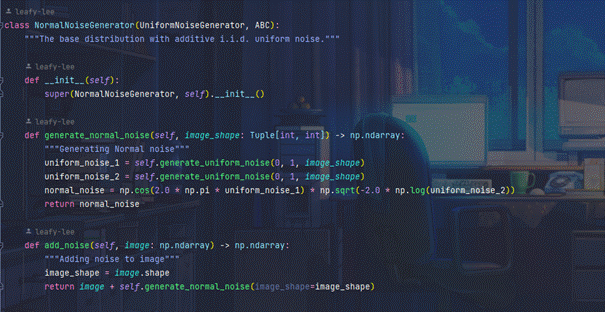 leafy-lee
class NormalNoiseGenerator(UniformNoiseGenerator, ABC):
"""The base distribution with additive i.i.d. uniform noise."""
leafy-lee
def __init__(self):
super(NormalNoiseGenerator, self).__init__()
leafy-lee
def generate_normal_noise(self, image_shape: Tuple[int, int]) -> np.ndarray:
"""Generating Normal noise"""
uniform_noise_1 = self.generate_uniform_noise(0, 1, image_shape)
uniform_noise_2 = self.generate_uniform_noise(0, 1, image_shape)
normal_noise = np.cos(2.0 * np.pi * uniform_noise_1) * np.sqrt(-2.0 * np.log(uniform_noise_2))
return normal_noise
leafy-lee
def add_noise(self, image: np.ndarray) -> np.ndarray:
"""Adding noise to image"""
image_shape = image.shape
return image + self.generate_normal_noise(image_shape=image_shape)